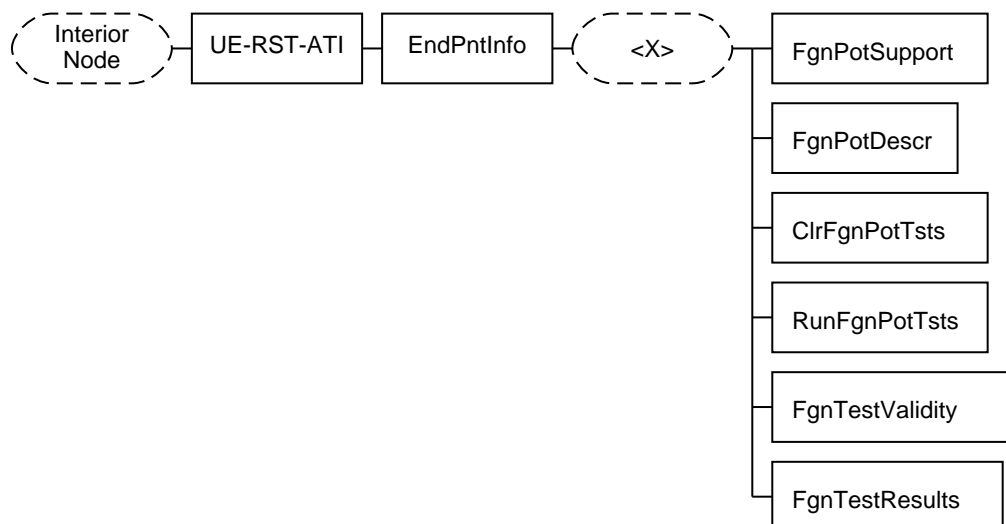 Interior
Node
UE-RST-ATI
EndPntInfo
<X>
FgnPotSupport
FgnPotDescr
ClrFgnPotTsts
RunFgnPotTsts
FgnTestValidity
FgnTestResults